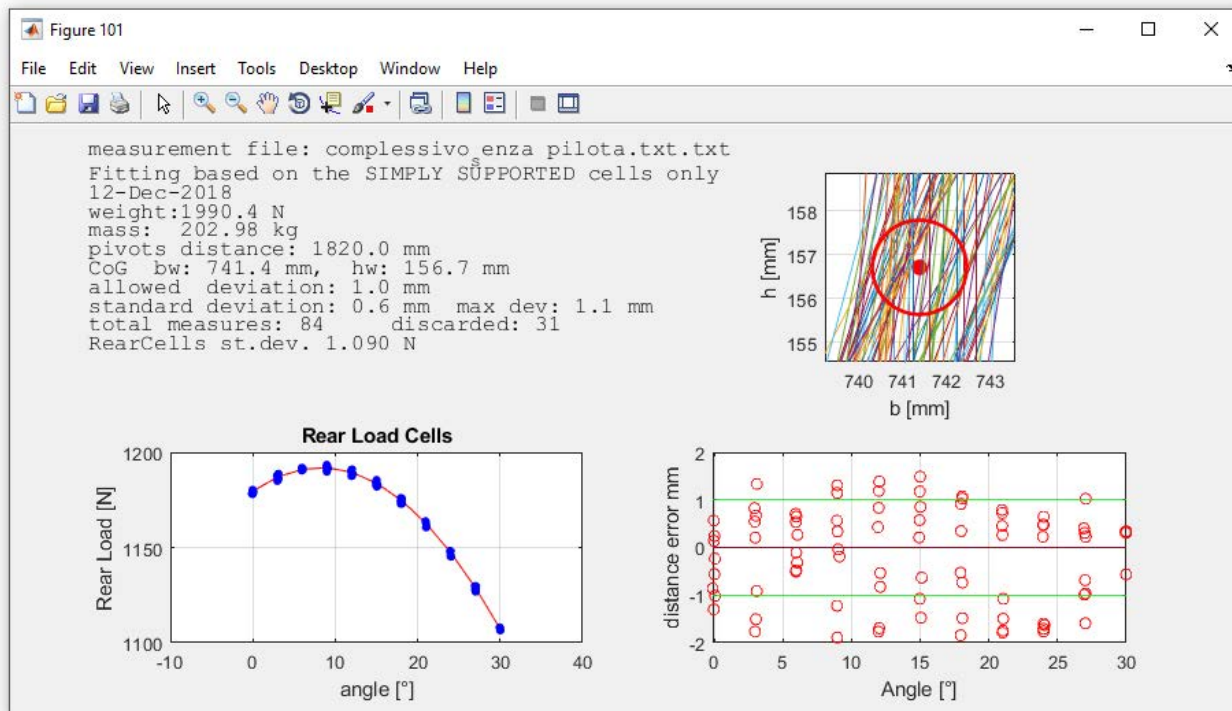 Figure 101
File Edit View Insert Tools Desktop Window Help
measurement file: complessivo_senza pilota.txt.txt
Fitting based on the SIMPLY SUPPORTED cells only
12-Dec-2018
weight:1990.4 N
mass: 202.98 kg
pivots distance: 1820.0 mm
CoG bw: 741.4 mm, hw: 156.7 mm
allowed deviation: 1.0 mm
standard deviation: 0.6 mm max dev: 1.1 mm
total measures: 84 discarded: 31
RearCells st.dev. 1.090 N
158
157
156
155
h [mm]
740 741 742 743
b [mm]
Rear Load Cells
1200
1150
1100
Rear Load [N]
-10 0 10 20 30 40
angle [°]
2
1
0
-1
-2
distance error mm
0 5 10 15 20 25 30
Angle [°]